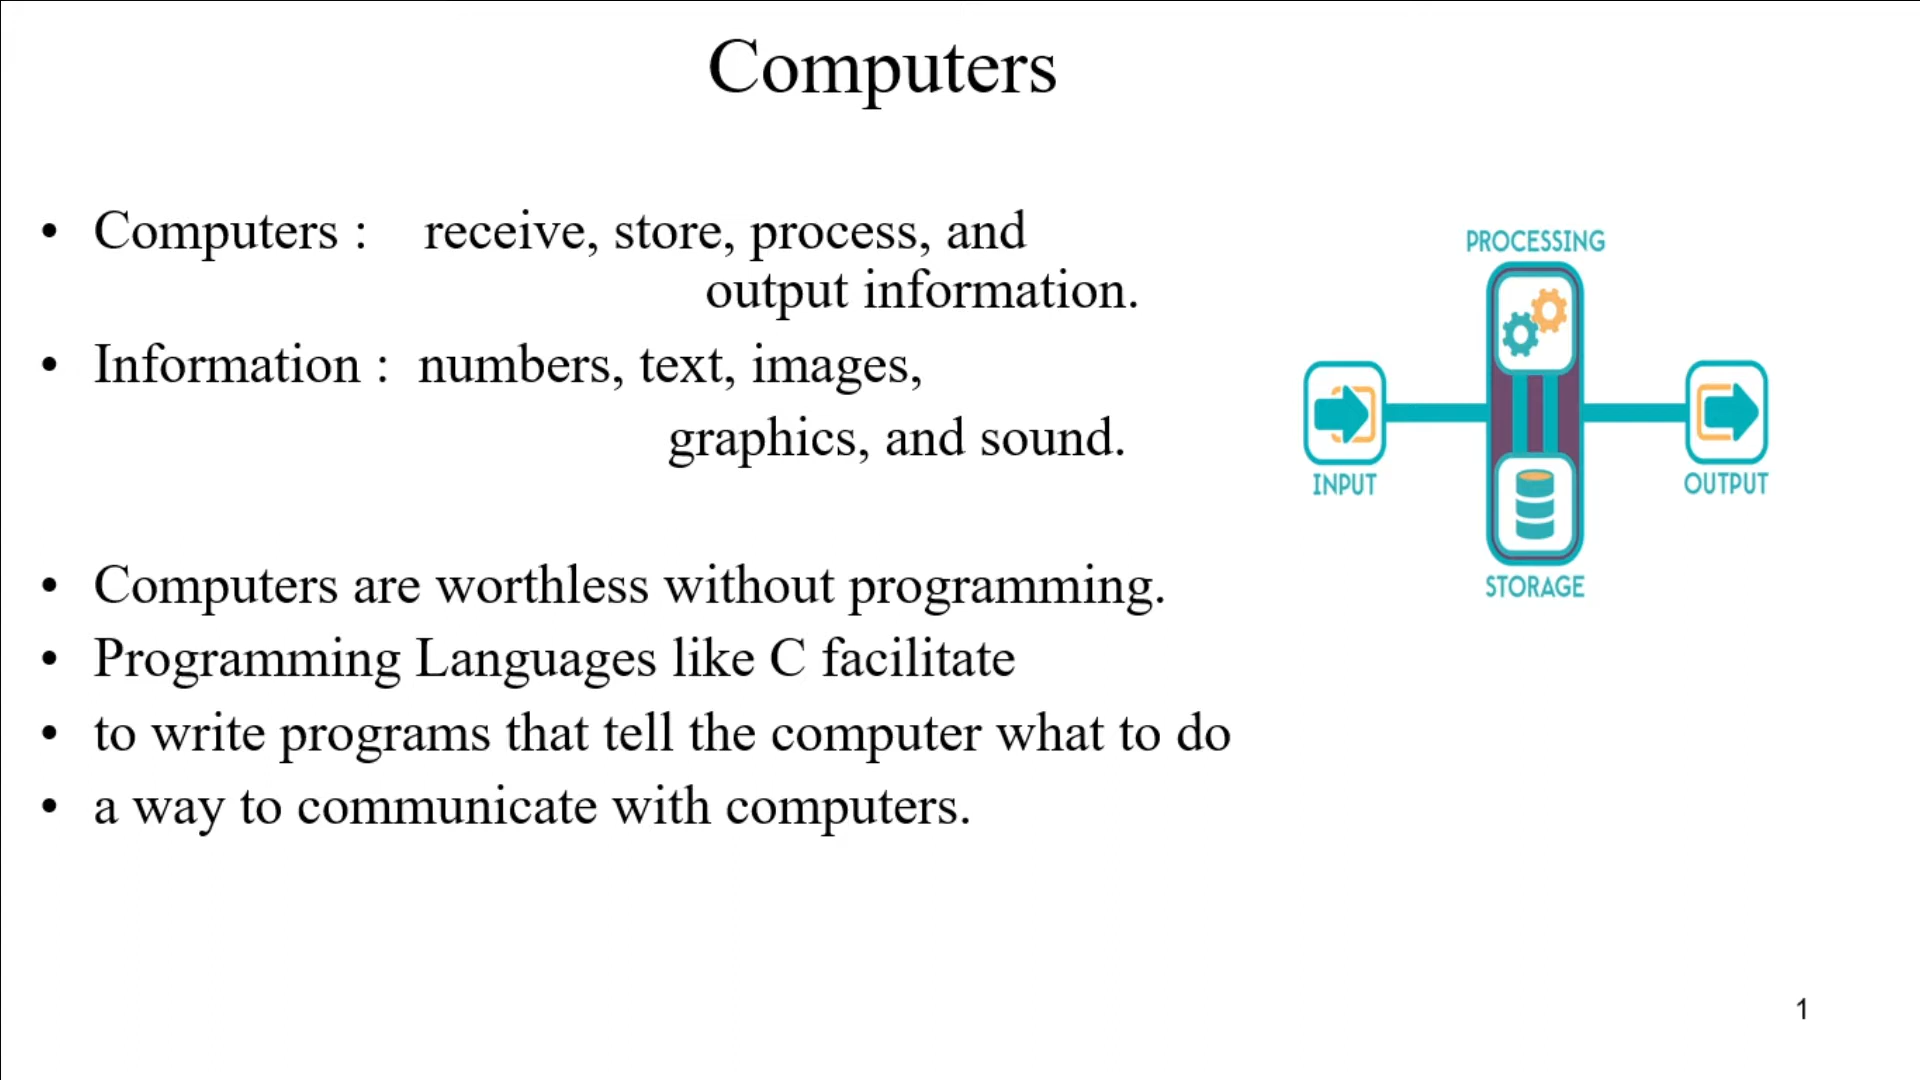 Computers
• Computers : receive, store, process, and
output information.
• Information : numbers, text, images,
graphics, and sound.
• Computers are worthless without programming.
• Programming Languages like C facilitate
• to write programs that tell the computer what to do
• a way to communicate with computers.
PROCESSING
INPUT
OUTPUT
STORAGE
1